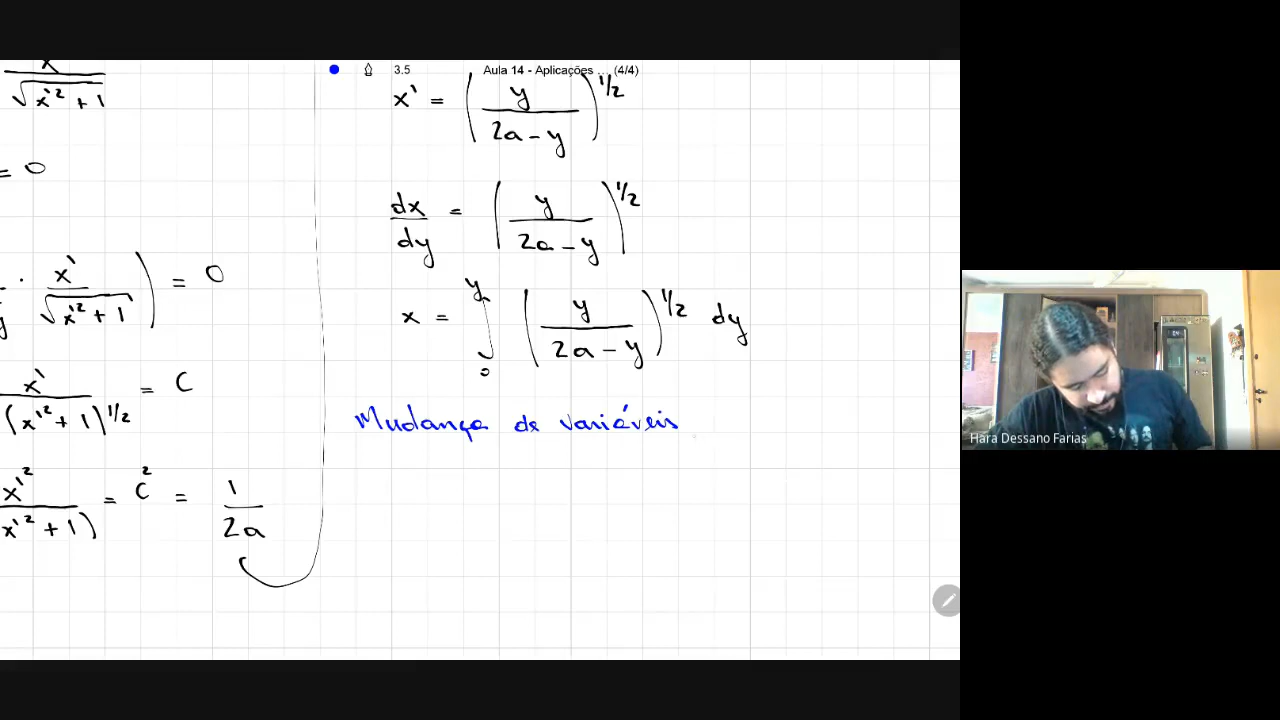 3.5 Aula 14 - Aplicações ... (4/4)
x / √(x'² + 1)
= 0
· x' / √(x'² + 1) ) = 0
x' / (x'² + 1)^1/2 = C
x'² / (x'² + 1) = C² = 1 / 2a
x' = ( y / (2a - y) )^1/2
dx/dy = ( y / (2a - y) )^1/2
x = ∫₀^y ( y / (2a - y) )^1/2 dy
Mudança de variáveis
Hara Dessano Farias